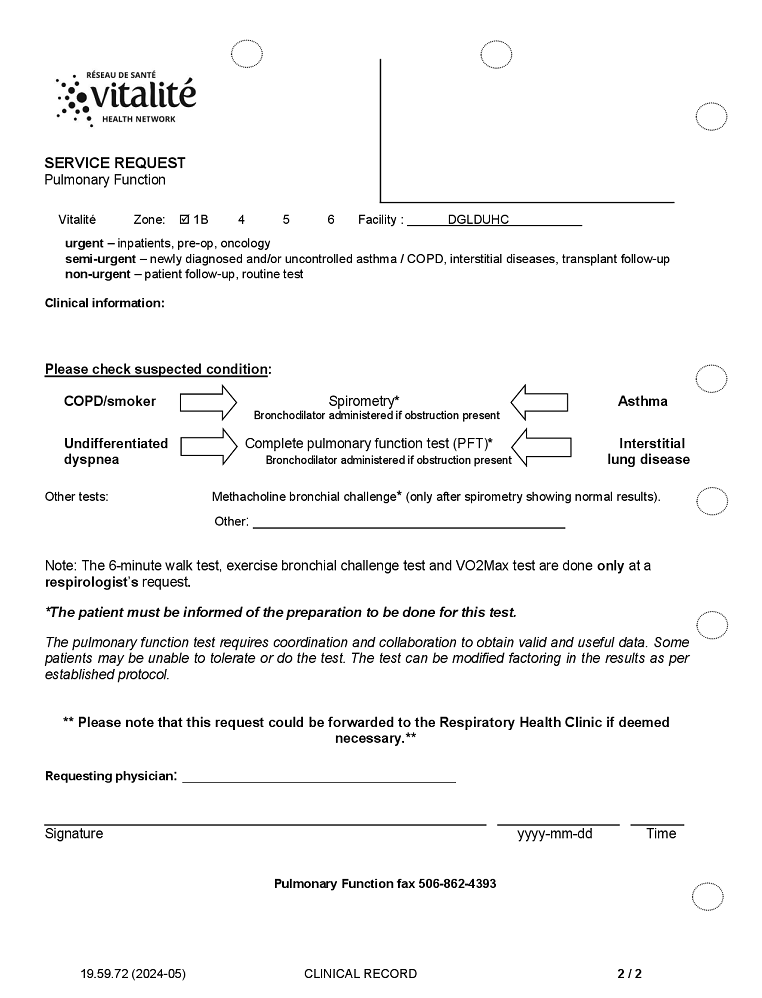 RÉSEAU DE SANTÉ
vitalité
HEALTH NETWORK
SERVICE REQUEST
Pulmonary Function
Vitalité Zone: ☑ 1B 4 5 6 Facility : DGLDUHC
urgent – inpatients, pre-op, oncology
semi-urgent – newly diagnosed and/or uncontrolled asthma / COPD, interstitial diseases, transplant follow-up
non-urgent – patient follow-up, routine test
Clinical information:
Please check suspected condition:
COPD/smoker Spirometry* Asthma
Bronchodilator administered if obstruction present
Undifferentiated Complete pulmonary function test (PFT)* Interstitial
dyspnea Bronchodilator administered if obstruction present lung disease
Other tests: Methacholine bronchial challenge* (only after spirometry showing normal results).
Other:
Note: The 6-minute walk test, exercise bronchial challenge test and VO2Max test are done only at a
respirologist's request.
*The patient must be informed of the preparation to be done for this test.
The pulmonary function test requires coordination and collaboration to obtain valid and useful data. Some
patients may be unable to tolerate or do the test. The test can be modified factoring in the results as per
established protocol.
** Please note that this request could be forwarded to the Respiratory Health Clinic if deemed
necessary.**
Requesting physician:
Signature yyyy-mm-dd Time
Pulmonary Function fax 506-862-4393
19.59.72 (2024-05) CLINICAL RECORD 2 / 2